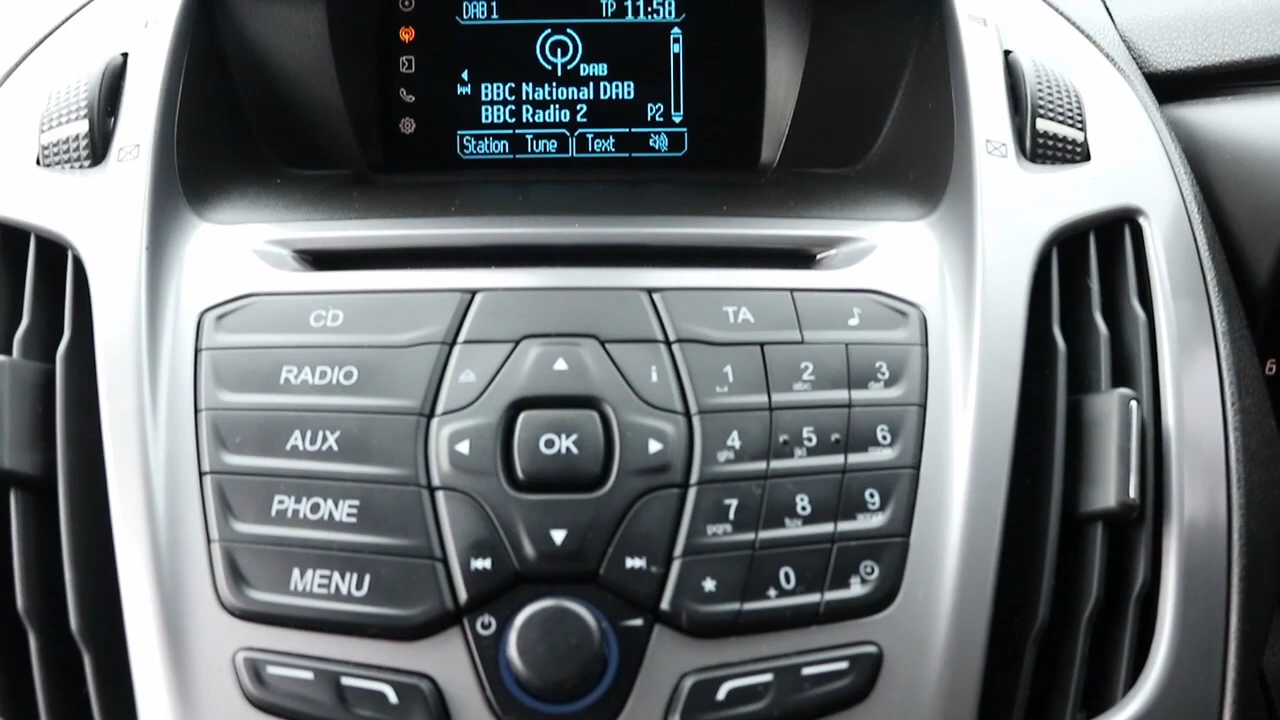 DAB 1 TP 11:58
DAB
BBC National DAB
BBC Radio 2 P2
Station Tune Text
CD TA
RADIO i 1 2 abc 3 def
AUX OK 4 ghi 5 jkl 6
PHONE 7 pqrs 8 tuv 9
MENU * +0 #
6